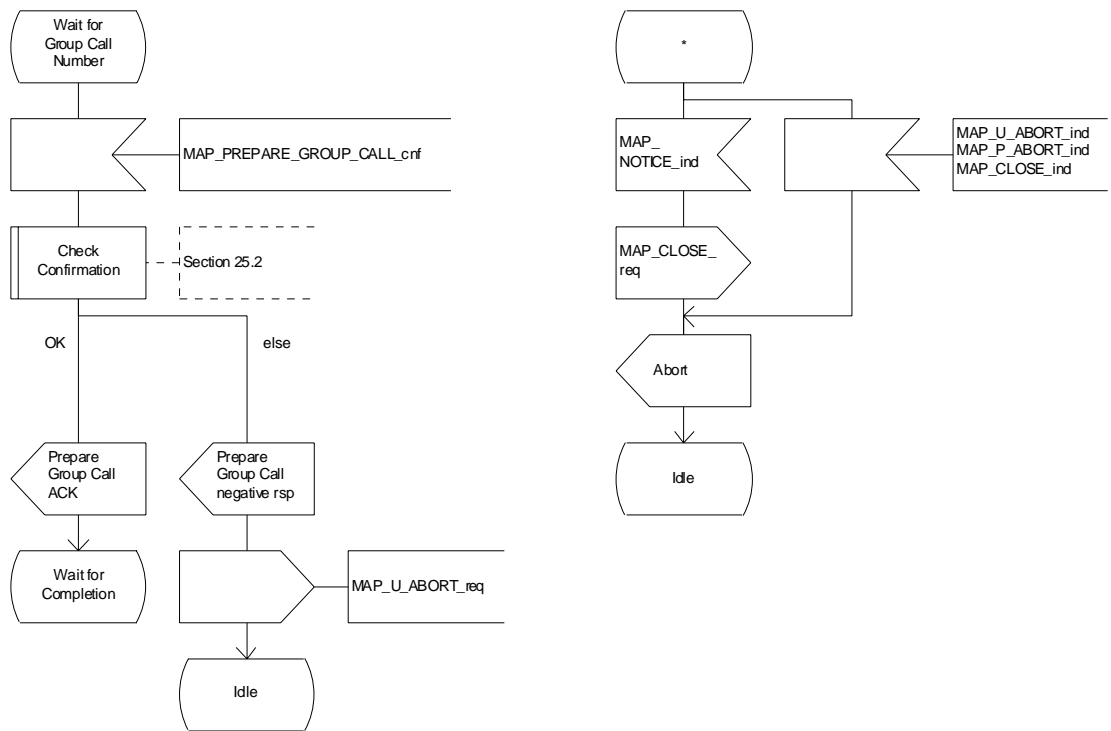 Wait for
Group Call
Number
MAP_PREPARE_GROUP_CALL_cnf
Check
Confirmation
Section 25.2
OK
else
Prepare
Group Call
ACK
Prepare
Group Call
negative rsp
Wait for
Completion
MAP_U_ABORT_req
Idle
*
MAP_
NOTICE_ind
MAP_U_ABORT_ind
MAP_P_ABORT_ind
MAP_CLOSE_ind
MAP_CLOSE_
req
Abort
Idle